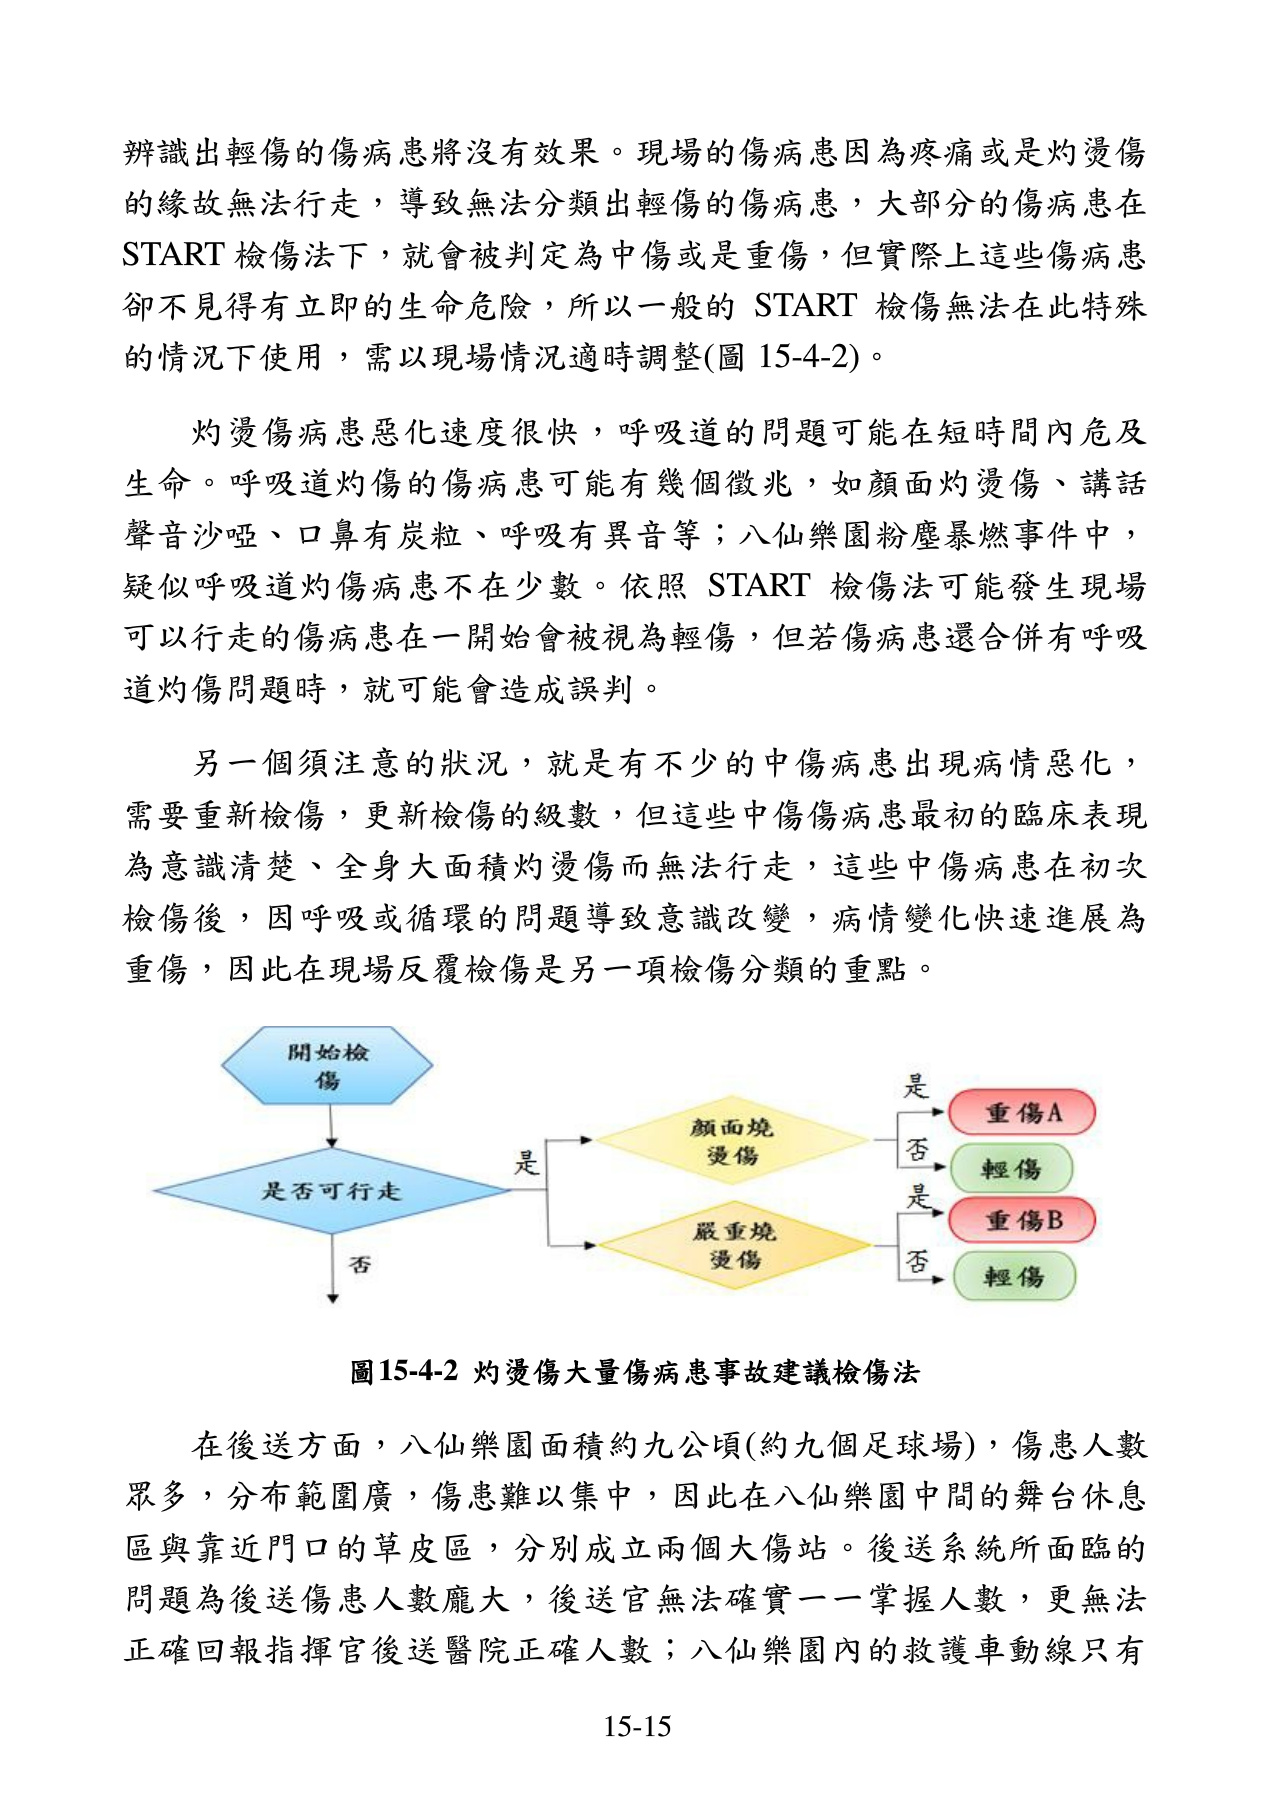 辨識出輕傷的傷病患將沒有效果。現場的傷病患因為疼痛或是灼燙傷
的緣故無法行走，導致無法分類出輕傷的傷病患，大部分的傷病患在
START 檢傷法下，就會被判定為中傷或是重傷，但實際上這些傷病患
卻不見得有立即的生命危險，所以一般的 START 檢傷無法在此特殊
的情況下使用，需以現場情況適時調整(圖 15-4-2)。
灼燙傷病患惡化速度很快，呼吸道的問題可能在短時間內危及
生命。呼吸道灼傷的傷病患可能有幾個徵兆，如顏面灼燙傷、講話
聲音沙啞、口鼻有炭粒、呼吸有異音等；八仙樂園粉塵暴燃事件中，
疑似呼吸道灼傷病患不在少數。依照 START 檢傷法可能發生現場
可以行走的傷病患在一開始會被視為輕傷，但若傷病患還合併有呼吸
道灼傷問題時，就可能會造成誤判。
另一個須注意的狀況，就是有不少的中傷病患出現病情惡化，
需要重新檢傷，更新檢傷的級數，但這些中傷傷病患最初的臨床表現
為意識清楚、全身大面積灼燙傷而無法行走，這些中傷病患在初次
檢傷後，因呼吸或循環的問題導致意識改變，病情變化快速進展為
重傷，因此在現場反覆檢傷是另一項檢傷分類的重點。
開始檢
傷
是否可行走
否
是
顏面燒
燙傷
是
重傷A
否
輕傷
嚴重燒
燙傷
是
重傷B
否
輕傷
圖15-4-2 灼燙傷大量傷病患事故建議檢傷法
在後送方面，八仙樂園面積約九公頃(約九個足球場)，傷患人數
眾多，分布範圍廣，傷患難以集中，因此在八仙樂園中間的舞台休息
區與靠近門口的草皮區，分別成立兩個大傷站。後送系統所面臨的
問題為後送傷患人數龐大，後送官無法確實一一掌握人數，更無法
正確回報指揮官後送醫院正確人數；八仙樂園內的救護車動線只有
15-15